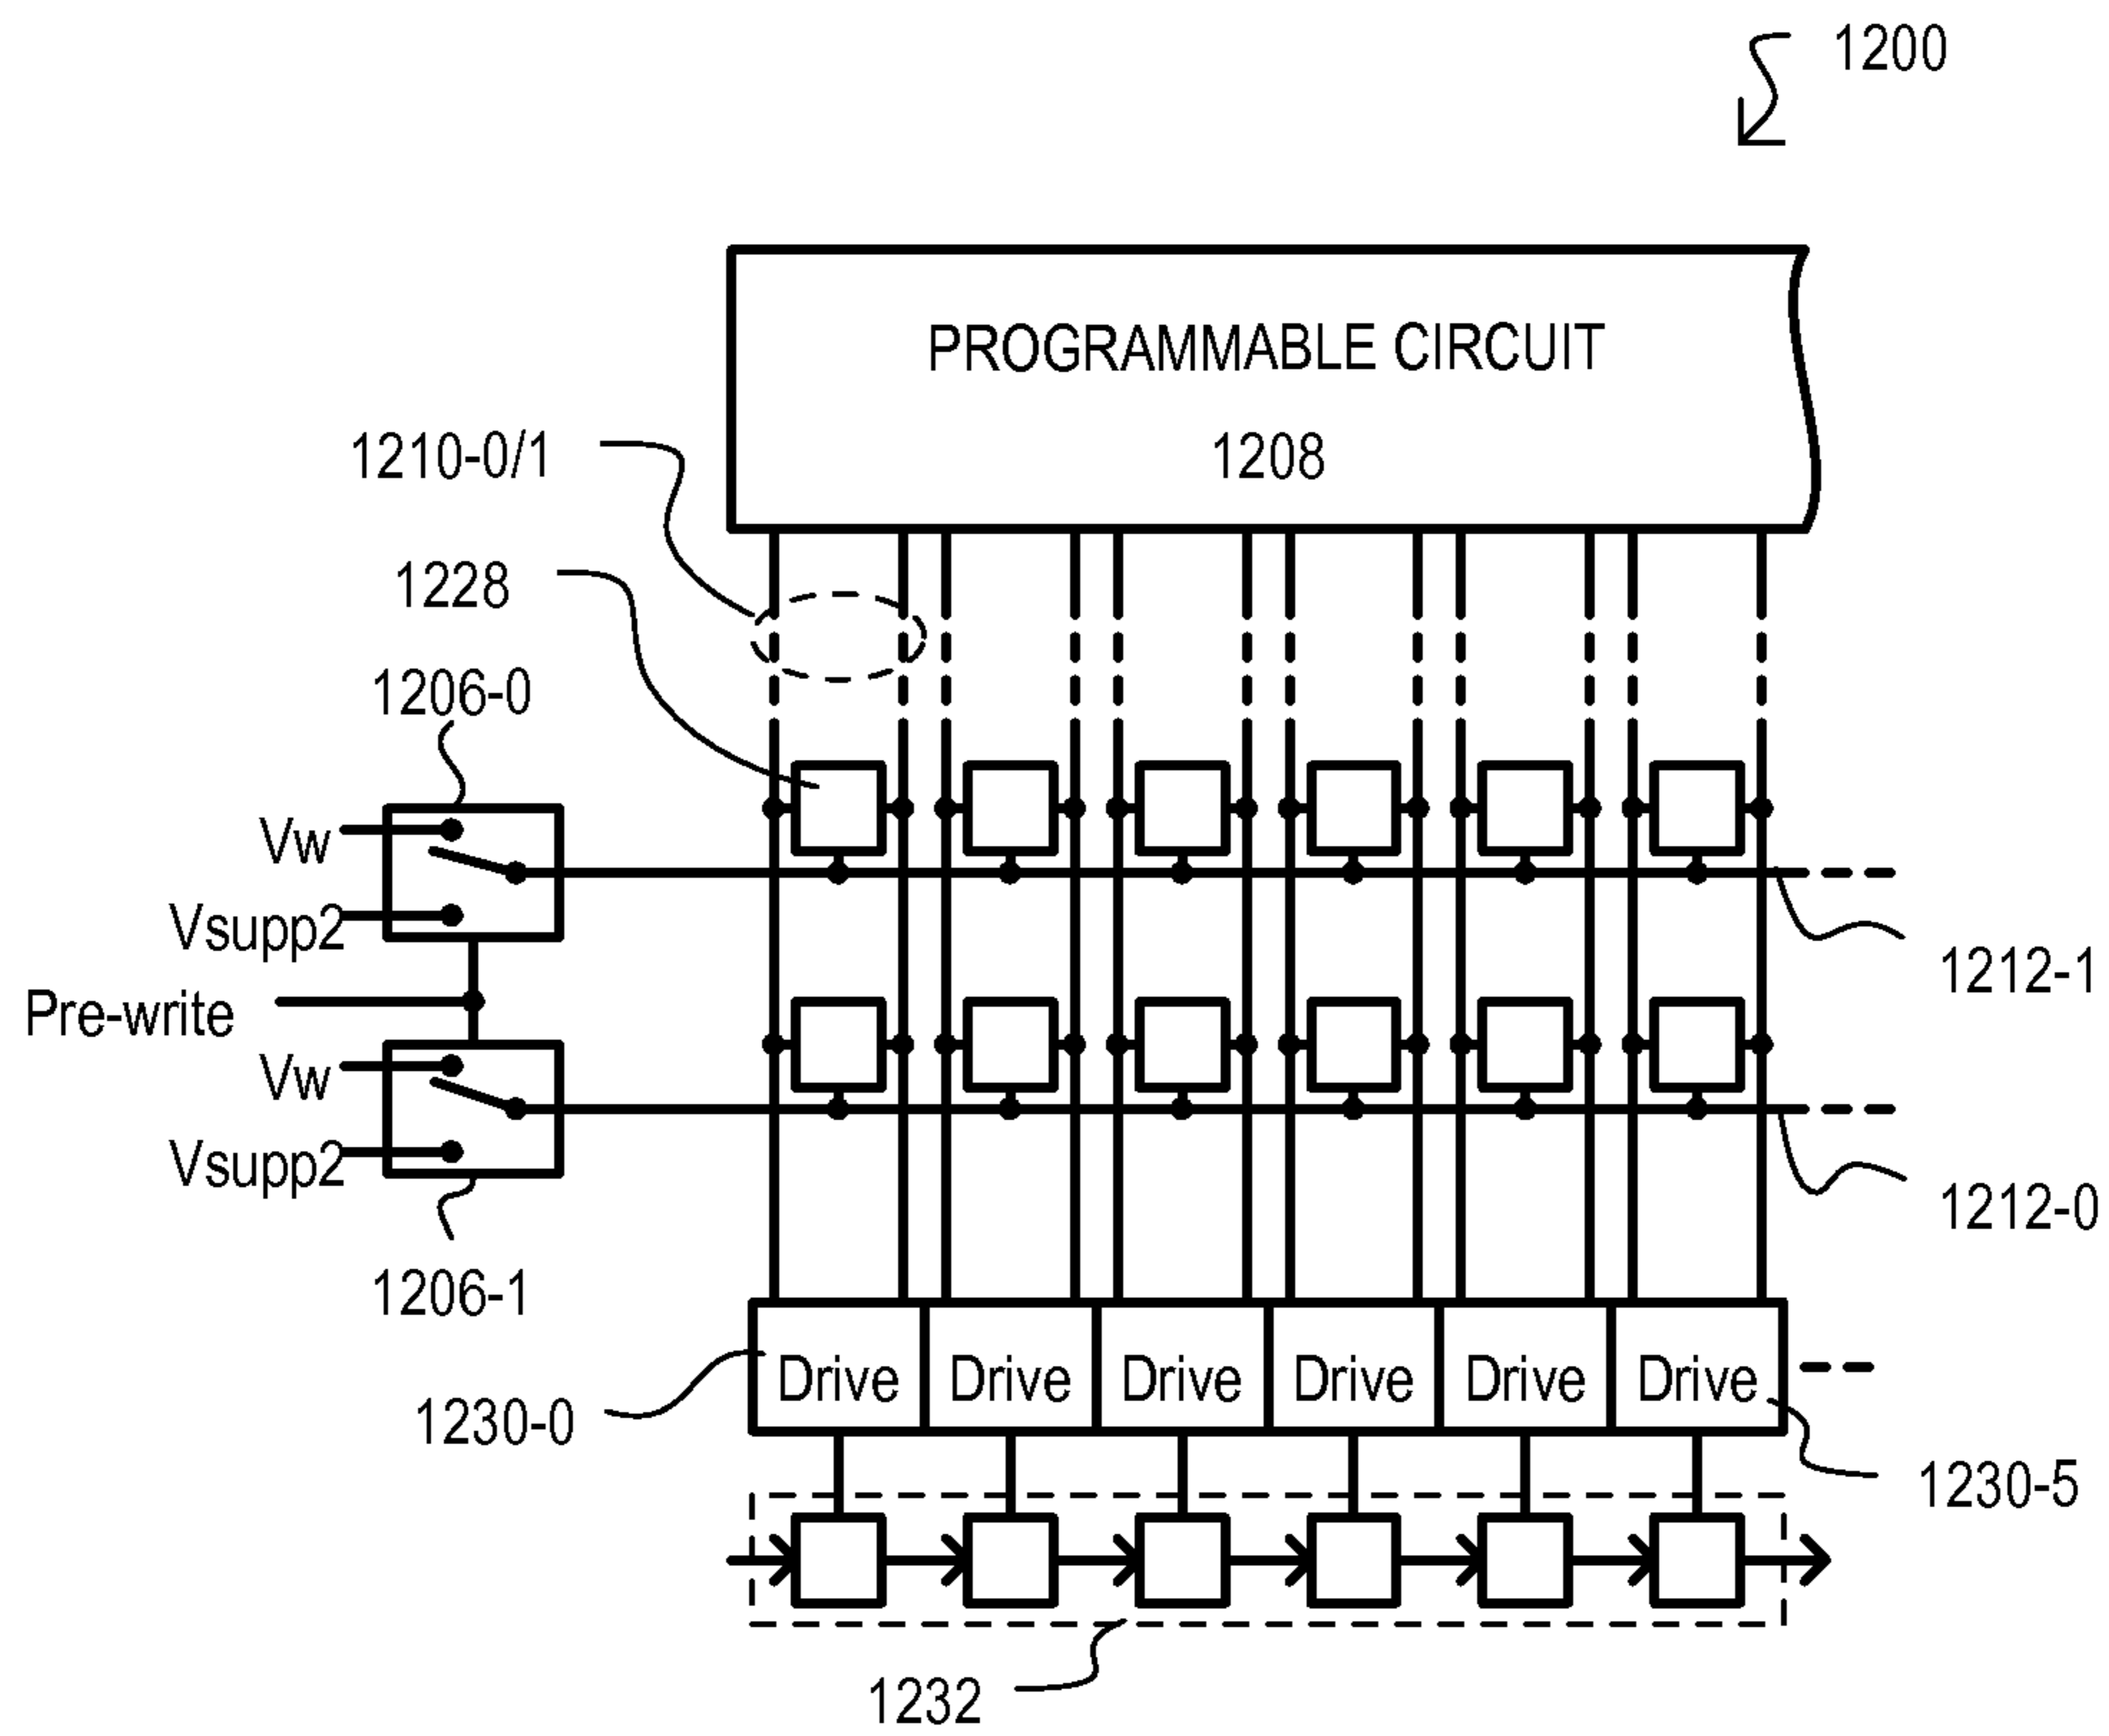 1200
PROGRAMMABLE CIRCUIT
1208
1210-0/1
1228
1206-0
Vw
Vsupp2
1212-1
Pre-write
Vw
Vsupp2
1212-0
1206-1
Drive Drive Drive Drive Drive Drive
1230-0
1230-5
1232